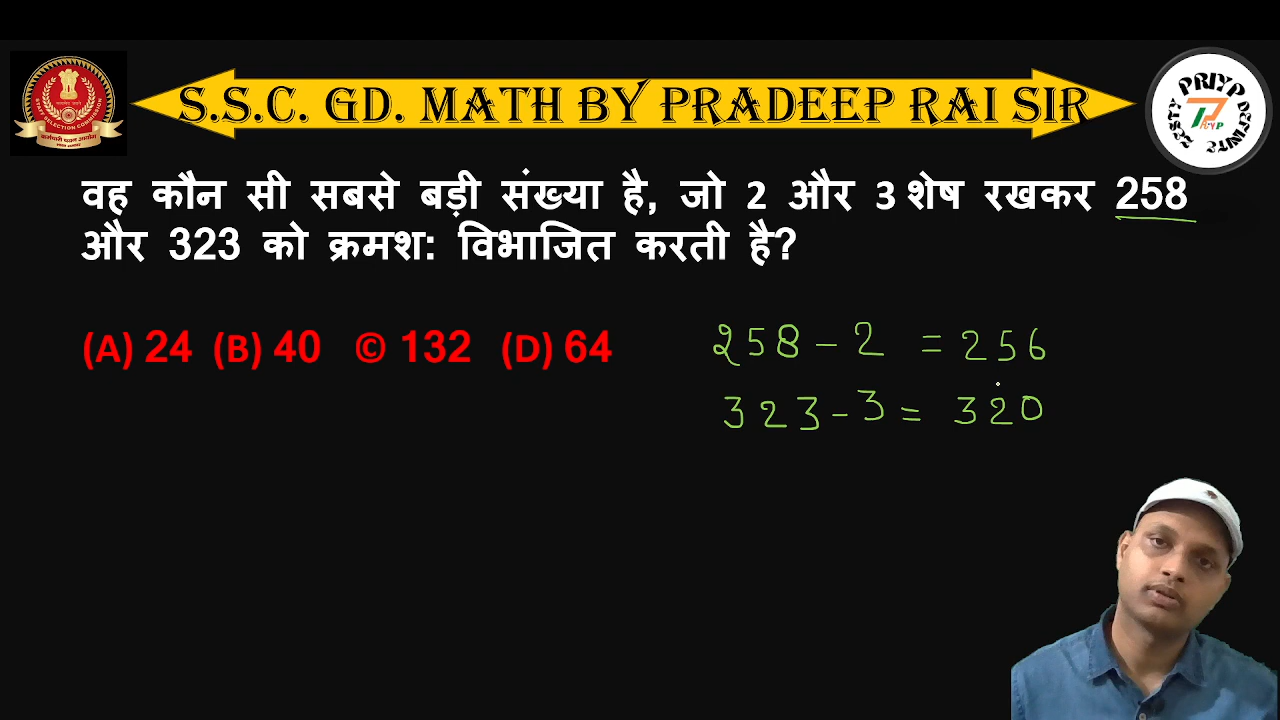 S.S.C. GD. MATH BY PRADEEP RAI SIR
वह कौन सी सबसे बड़ी संख्या है, जो 2 और 3 शेष रखकर 258
और 323 को क्रमश: विभाजित करती है?
(A) 24 (B) 40 © 132 (D) 64
258 - 2 = 256
323 - 3 = 320